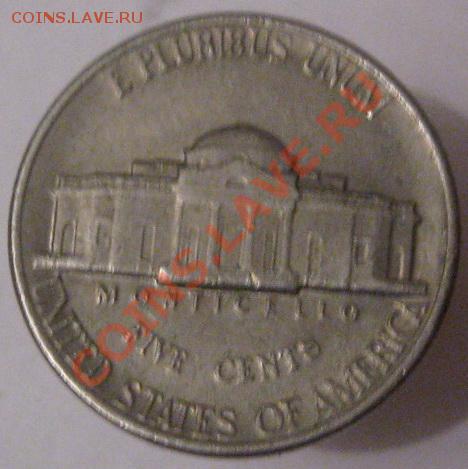 COINS.LAVE.RU
E PLURIBUS UNUM
COINS.LAVE.RU
MONTICELLO
FIVE CENTS
UNITED STATES OF AMERICA